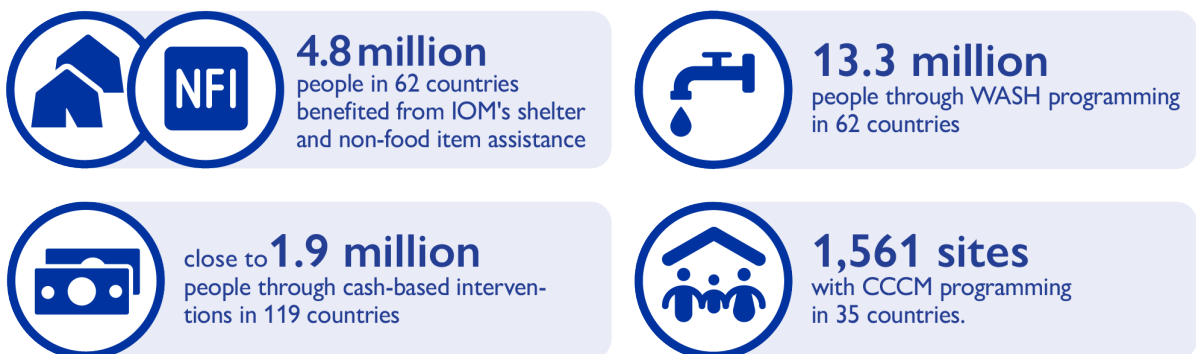 NFI
4.8 million
people in 62 countries
benefited from IOM's shelter
and non-food item assistance
13.3 million
people through WASH programming
in 62 countries
close to 1.9 million
people through cash-based interven-
tions in 119 countries
1,561 sites
with CCCM programming
in 35 countries.